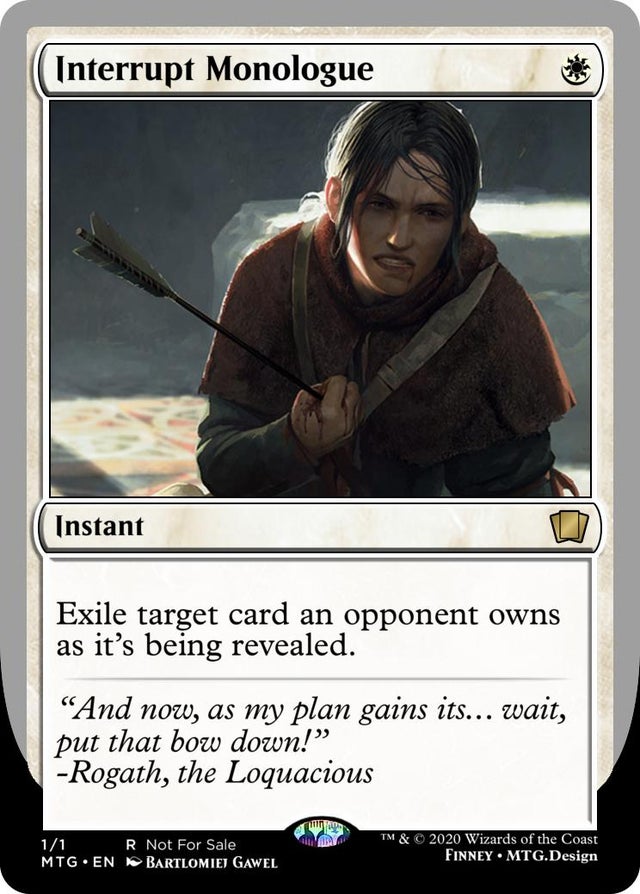 Interrupt Monologue
Instant
Exile target card an opponent owns
as it's being revealed.
“And now, as my plan gains its... wait,
put that bow down!”
-Rogath, the Loquacious
1/1 R Not For Sale ™ & © 2020 Wizards of the Coast
MTG • EN Bartlomiej Gawel Finney • MTG.Design